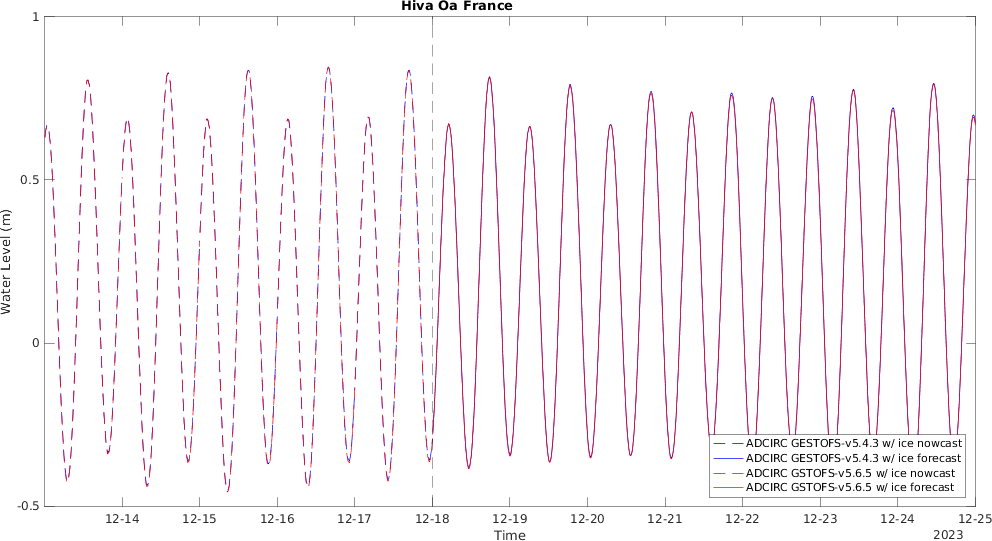 Hiva Oa France
1
0.5
0
-0.5
Water Level (m)
ADCIRC GESTOFS-v5.4.3 w/ ice nowcast
ADCIRC GESTOFS-v5.4.3 w/ ice forecast
ADCIRC GSTOFS-v5.6.5 w/ ice nowcast
ADCIRC GSTOFS-v5.6.5 w/ ice forecast
12-14 12-15 12-16 12-17 12-18 12-19 12-20 12-21 12-22 12-23 12-24 12-25
Time
2023